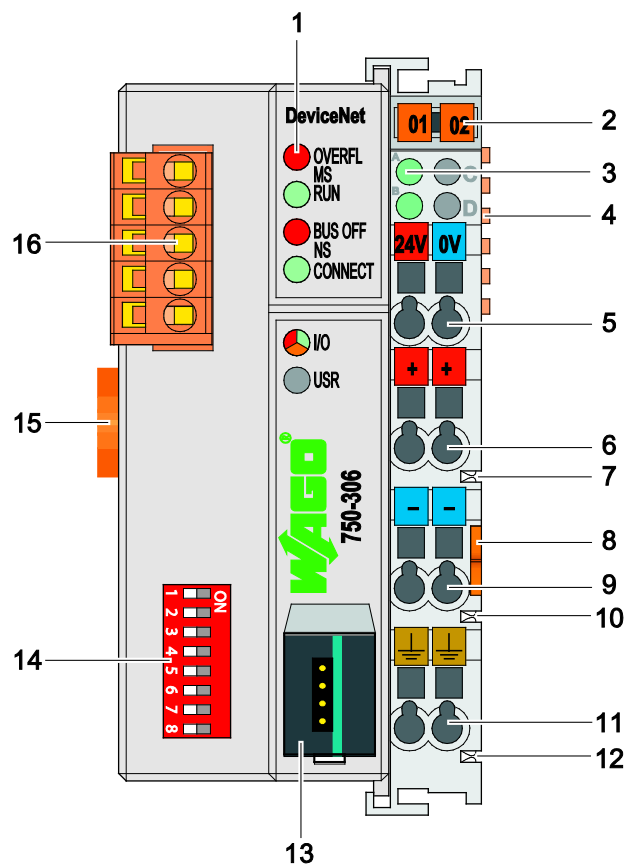 1
DeviceNet
01 02
2
A
C
3
B
D
4
OVERFL
MS
RUN
BUS OFF
NS
CONNECT
16
24V 0V
5
I/O
USR
+ +
15
6
7
WAGO®
750-306
- -
8
9
10
ON
1
2
3
4
5
6
7
8
14
11
12
13